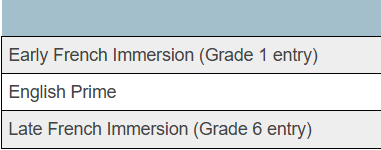 Early French Immersion (Grade 1 entry)
English Prime
Late French Immersion (Grade 6 entry)